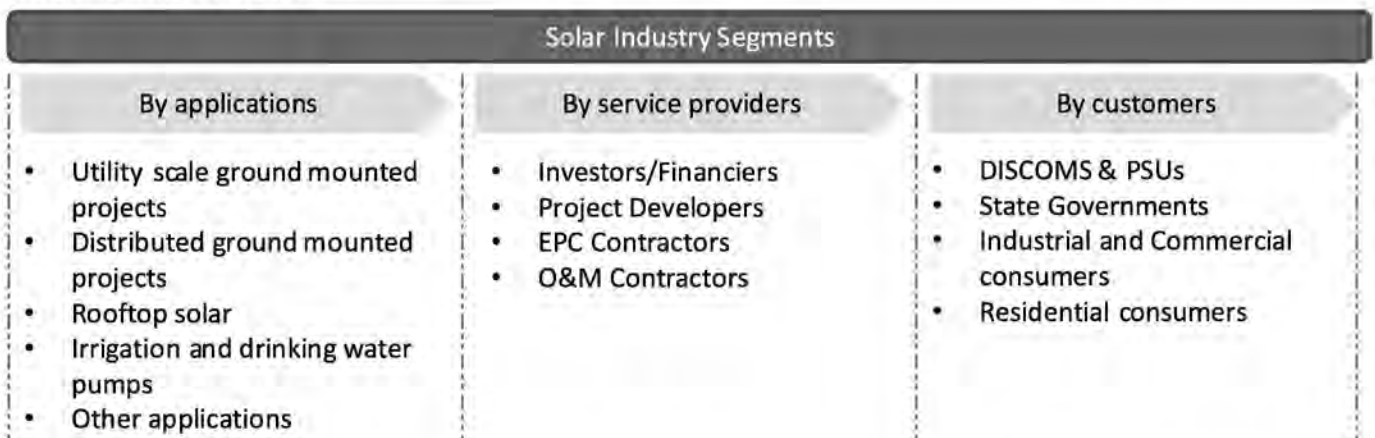 Solar Industry Segments
By applications
• Utility scale ground mounted
projects
• Distributed ground mounted
projects
• Rooftop solar
• Irrigation and drinking water
pumps
• Other applications
By service providers
• Investors/Financiers
• Project Developers
• EPC Contractors
• O&M Contractors
By customers
• DISCOMS & PSUs
• State Governments
• Industrial and Commercial
consumers
• Residential consumers